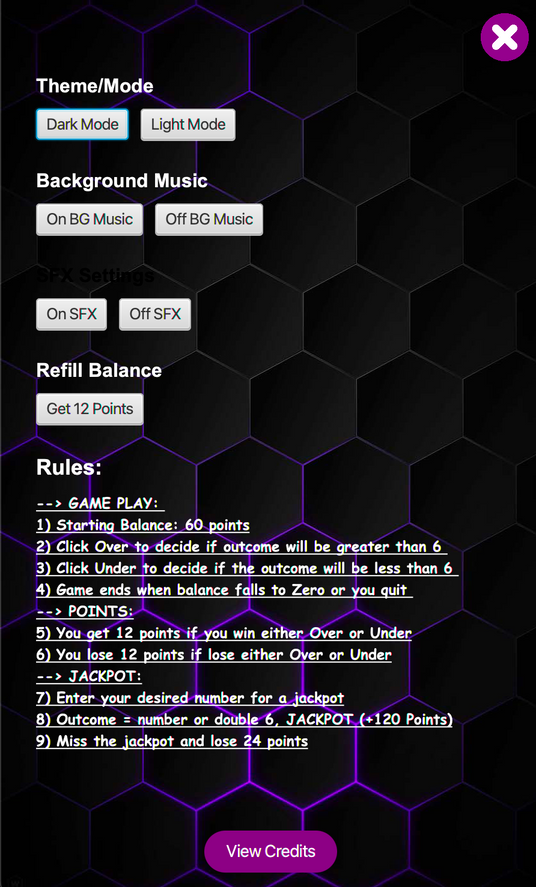 Theme/Mode
Dark Mode Light Mode
Background Music
On BG Music Off BG Music
SFX Settings
On SFX Off SFX
Refill Balance
Get 12 Points
Rules:
--> GAME PLAY:
1) Starting Balance: 60 points
2) Click Over to decide if outcome will be greater than 6
3) Click Under to decide if the outcome will be less than 6
4) Game ends when balance falls to Zero or you quit
--> POINTS:
5) You get 12 points if you win either Over or Under
6) You lose 12 points if lose either Over or Under
--> JACKPOT:
7) Enter your desired number for a jackpot
8) Outcome = number or double 6, JACKPOT (+120 Points)
9) Miss the jackpot and lose 24 points
View Credits